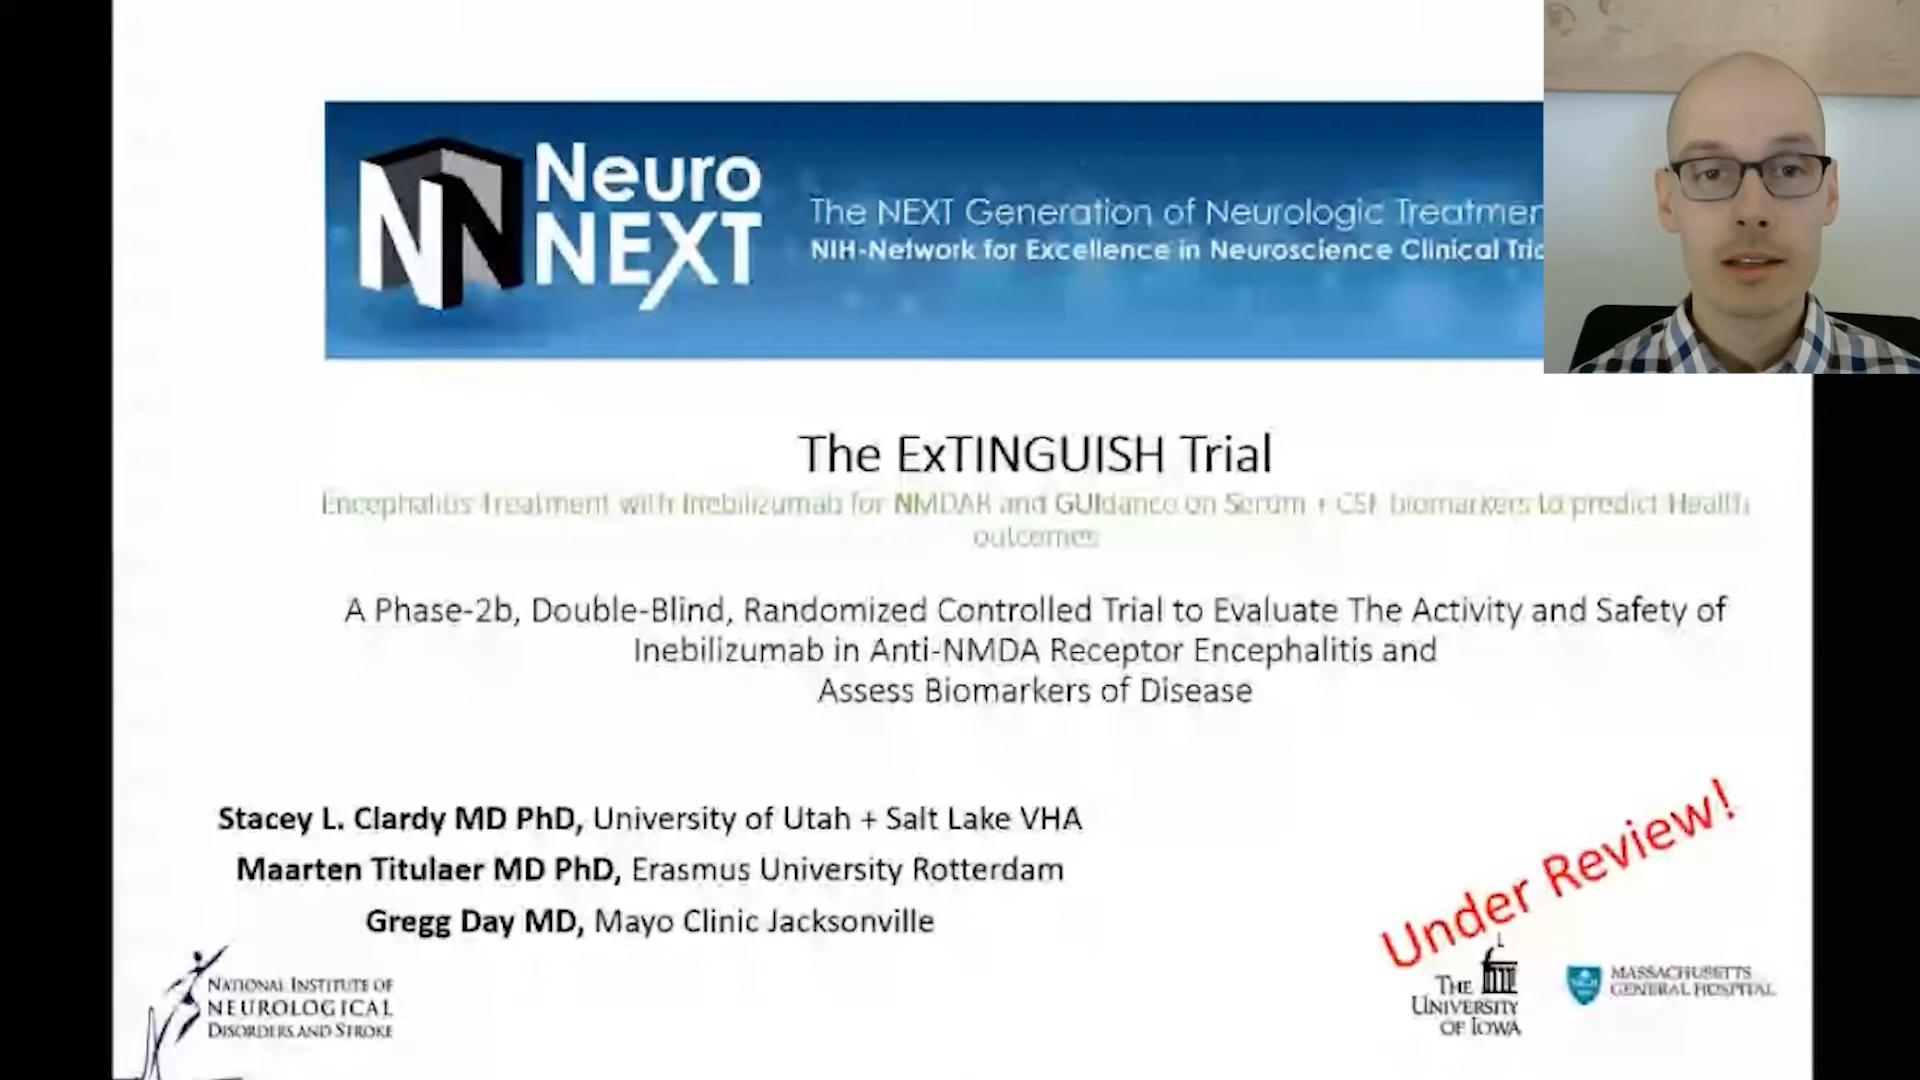 Neuro
NEXT
The NEXT Generation of Neurologic Treatmen
NIH-Network for Excellence in Neuroscience Clinical Tri
The ExTINGUISH Trial
Encephalitis Treatment with Inebilizumab for NMDAR and GUIdance on Serum + CSF biomarkers to predict Health
outcomes
A Phase-2b, Double-Blind, Randomized Controlled Trial to Evaluate The Activity and Safety of
Inebilizumab in Anti-NMDA Receptor Encephalitis and
Assess Biomarkers of Disease
Stacey L. Clardy MD PhD, University of Utah + Salt Lake VHA
Maarten Titulaer MD PhD, Erasmus University Rotterdam
Gregg Day MD, Mayo Clinic Jacksonville
Under Review!
NATIONAL INSTITUTE OF
NEUROLOGICAL
DISORDERS AND STROKE
THE
UNIVERSITY
OF IOWA
MASSACHUSETTS
GENERAL HOSPITAL